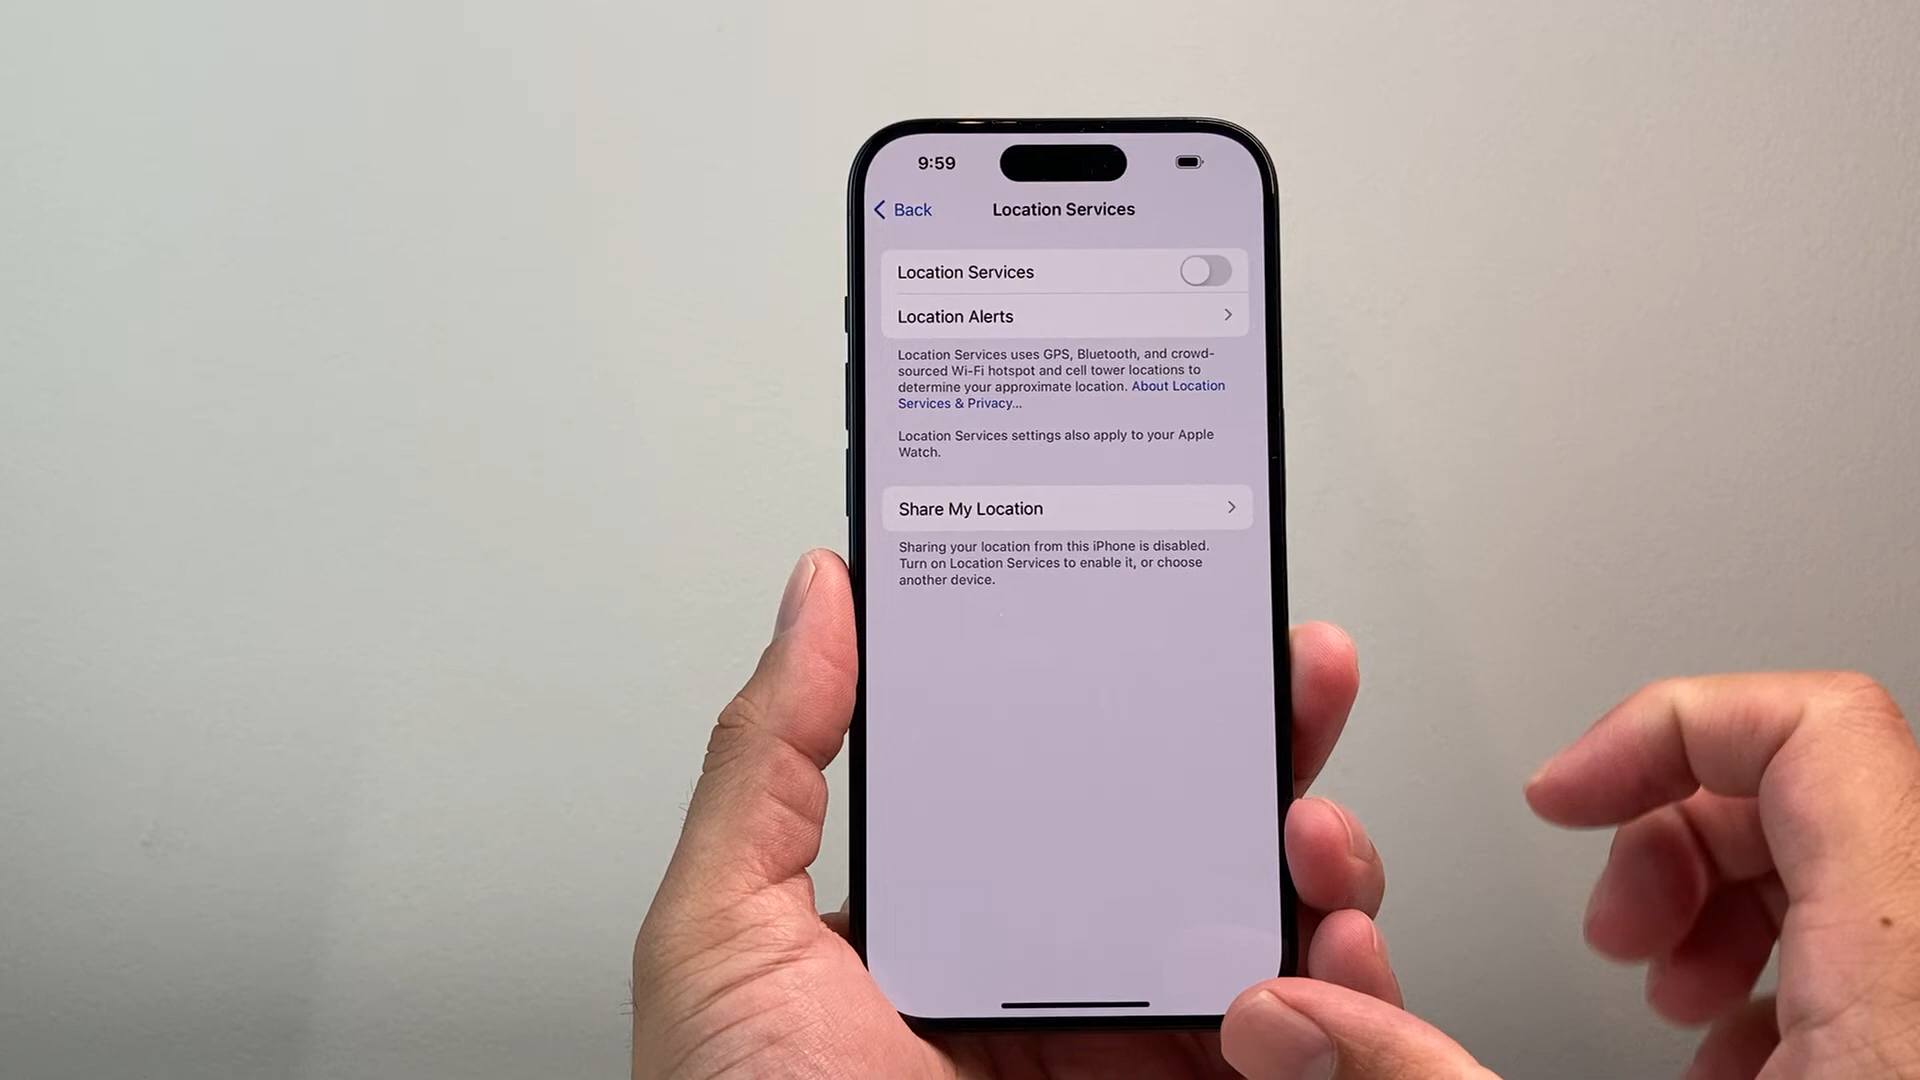 9:59
Back
Location Services
Location Services
Location Alerts
Location Services uses GPS, Bluetooth, and crowd-
sourced Wi-Fi hotspot and cell tower locations to
determine your approximate location. About Location
Services & Privacy...
Location Services settings also apply to your Apple
Watch.
Share My Location
Sharing your location from this iPhone is disabled.
Turn on Location Services to enable it, or choose
another device.